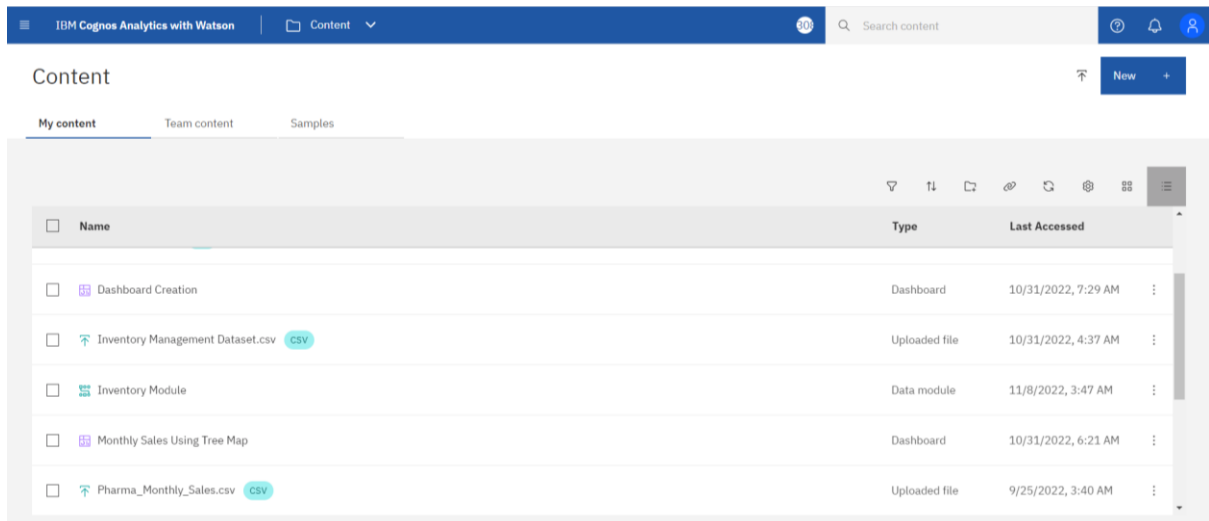 IBM Cognos Analytics with Watson Content 30 Search content
Content New +
My content Team content Samples
Name Type Last Accessed
Dashboard Creation Dashboard 10/31/2022, 7:29 AM
Inventory Management Dataset.csv CSV Uploaded file 10/31/2022, 4:37 AM
Inventory Module Data module 11/8/2022, 3:47 AM
Monthly Sales Using Tree Map Dashboard 10/31/2022, 6:21 AM
Pharma_Monthly_Sales.csv CSV Uploaded file 9/25/2022, 3:40 AM